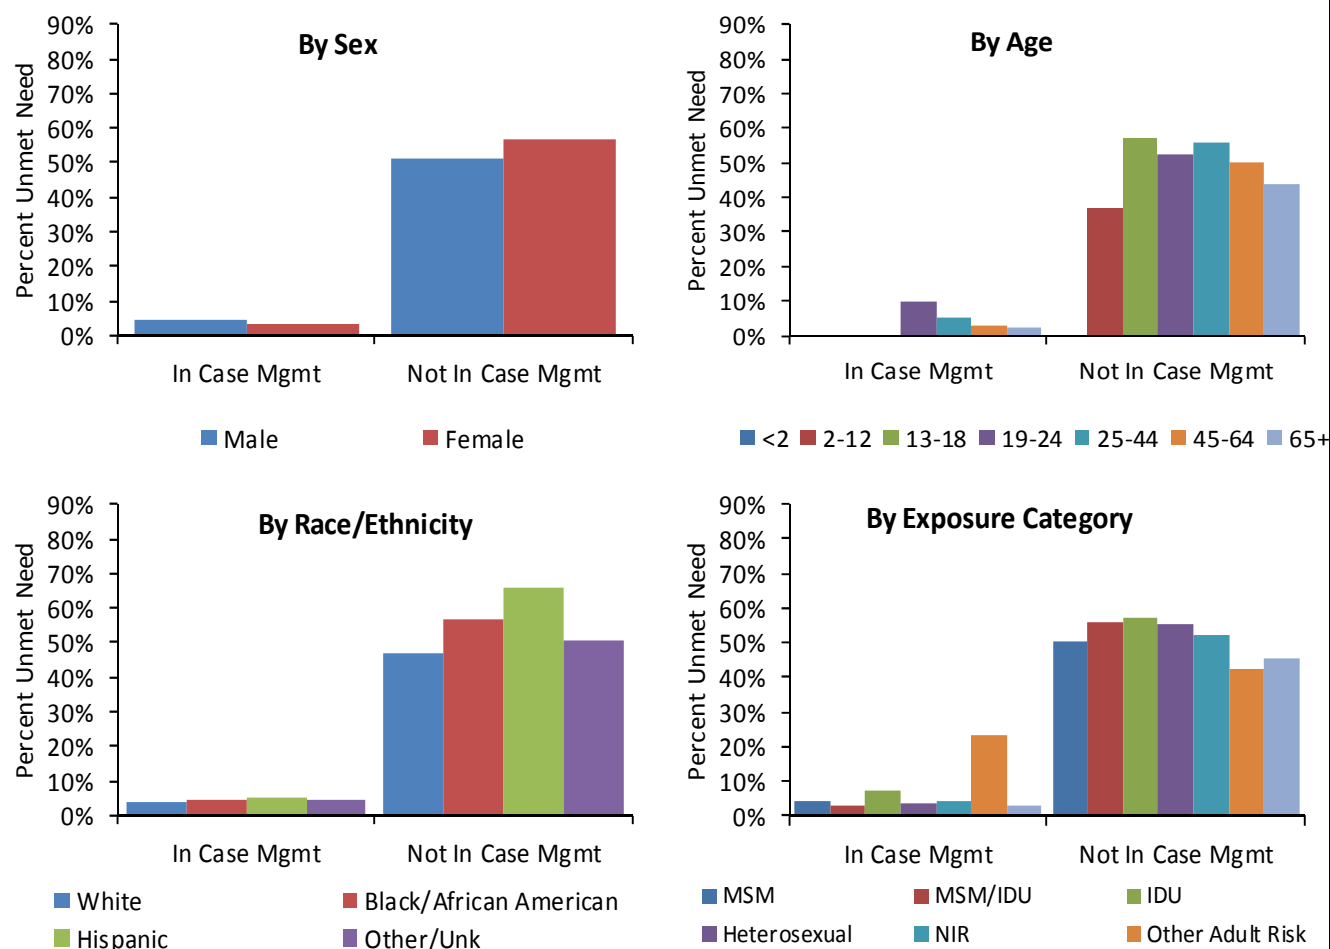 By Sex
Percent Unmet Need
90%
80%
70%
60%
50%
40%
30%
20%
10%
0%
In Case Mgmt Not In Case Mgmt
Male Female
By Age
Percent Unmet Need
90%
80%
70%
60%
50%
40%
30%
20%
10%
0%
In Case Mgmt Not In Case Mgmt
<2 2-12 13-18 19-24 25-44 45-64 65+
By Race/Ethnicity
Percent Unmet Need
90%
80%
70%
60%
50%
40%
30%
20%
10%
0%
In Case Mgmt Not In Case Mgmt
White Black/African American
Hispanic Other/Unk
By Exposure Category
Percent Unmet Need
90%
80%
70%
60%
50%
40%
30%
20%
10%
0%
In Case Mgmt Not In Case Mgmt
MSM MSM/IDU IDU
Heterosexual NIR Other Adult Risk